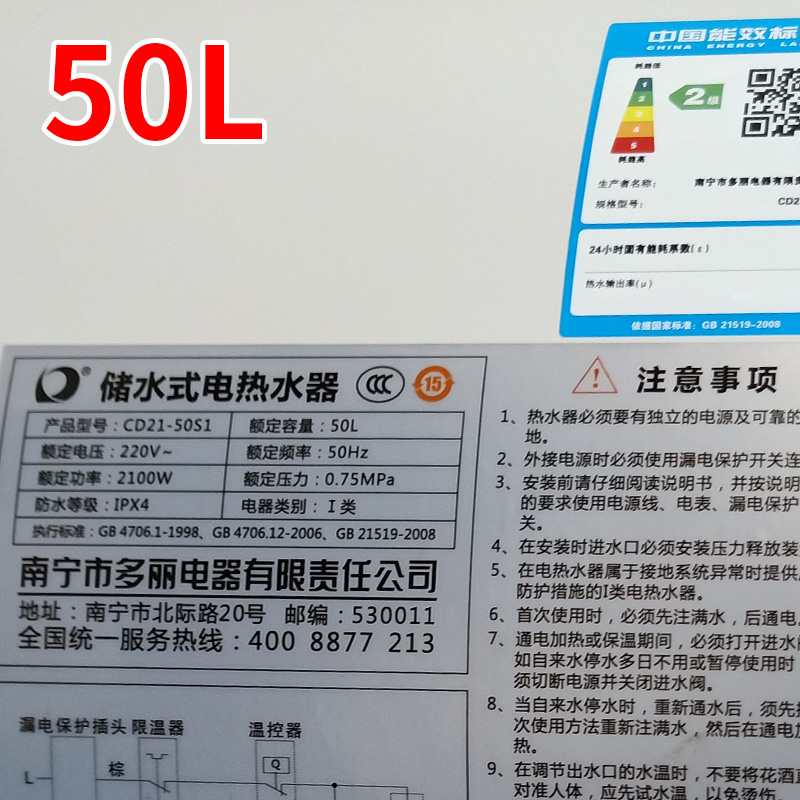 50L
中国能效标
CHINA ENERGY LA
耗能低
1
2
3
4
5
耗能高
2级
生产者名称:
南宁市多丽电器有限责
规格型号:
CD2
24小时固有能耗系数(ε)
热水输出率(μ)
依据国家标准: GB 21519-2008
储水式电热水器
CCC
15
产品型号:CD21-50S1
额定容量:50L
额定电压:220V~
额定频率:50Hz
额定功率:2100W
额定压力:0.75MPa
防水等级:IPX4
电器类别:I类
执行标准:GB 4706.1-1998、GB 4706.12-2006、GB 21519-2008
南宁市多丽电器有限责任公司
地址:南宁市北际路20号 邮编:530011
全国统一服务热线:400 8877 213
漏电保护插头
限温器
温控器
L
棕
Q
注意事项
1、热水器必须要有独立的电源及可靠的
地。
2、外接电源时必须使用漏电保护开关连
3、安装前请仔细阅读说明书，并按说明
的要求使用电源线、电表、漏电保护
关。
4、在安装时进水口必须安装压力释放装
5、在电热水器属于接地系统异常时提供
防护措施的I类电热水器。
6、首次使用时，必须先注满水，后通电。
7、通电加热或保温期间，必须打开进水阀
如自来水停水多日不用或暂停使用时
须切断电源并关闭进水阀。
8、当自来水停水时，重新通水后，须先按
次使用方法重新注满水，然后在通电加
热。
9、在调节出水口的水温时，不要将花洒直
对准人体，应先试水温，以免烫伤。